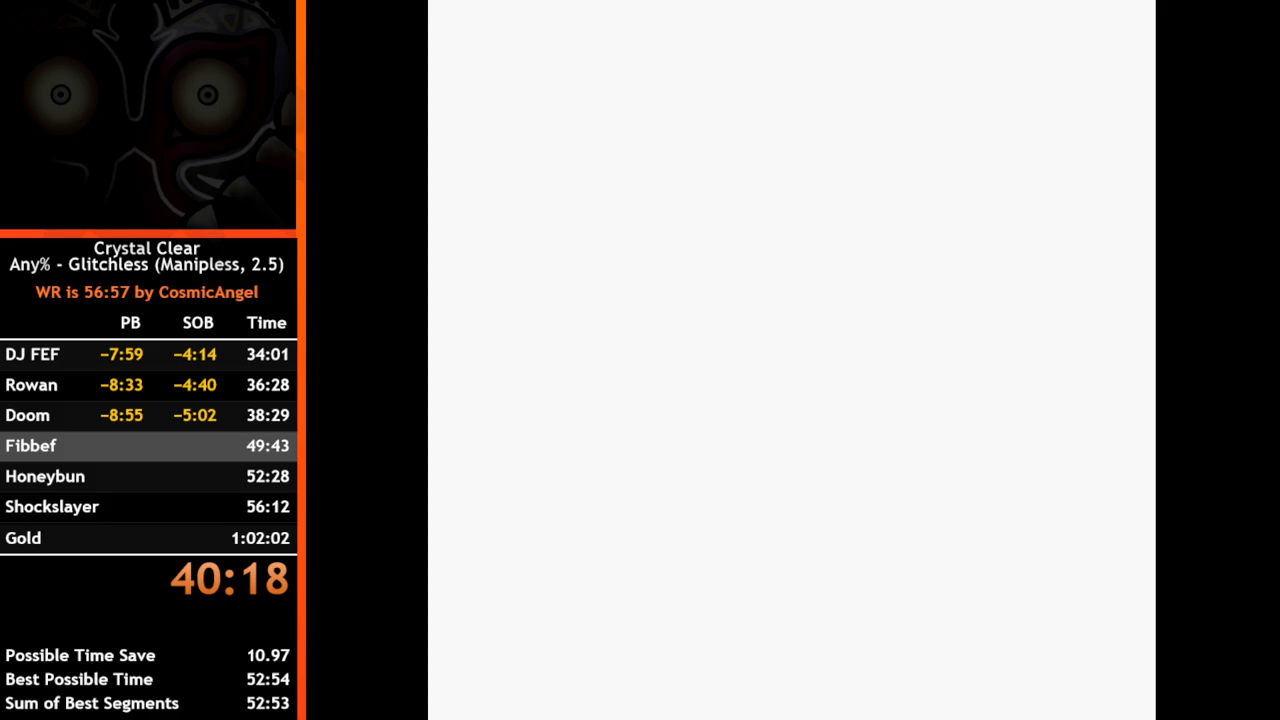 Crystal Clear
Any% - Glitchless (Manipless, 2.5)
WR is 56:57 by CosmicAngel
PB SOB Time
DJ FEF −7:59 −4:14 34:01
Rowan −8:33 −4:40 36:28
Doom −8:55 −5:02 38:29
Fibbef 49:43
Honeybun 52:28
Shockslayer 56:12
Gold 1:02:02
40:18
Possible Time Save 10.97
Best Possible Time 52:54
Sum of Best Segments 52:53